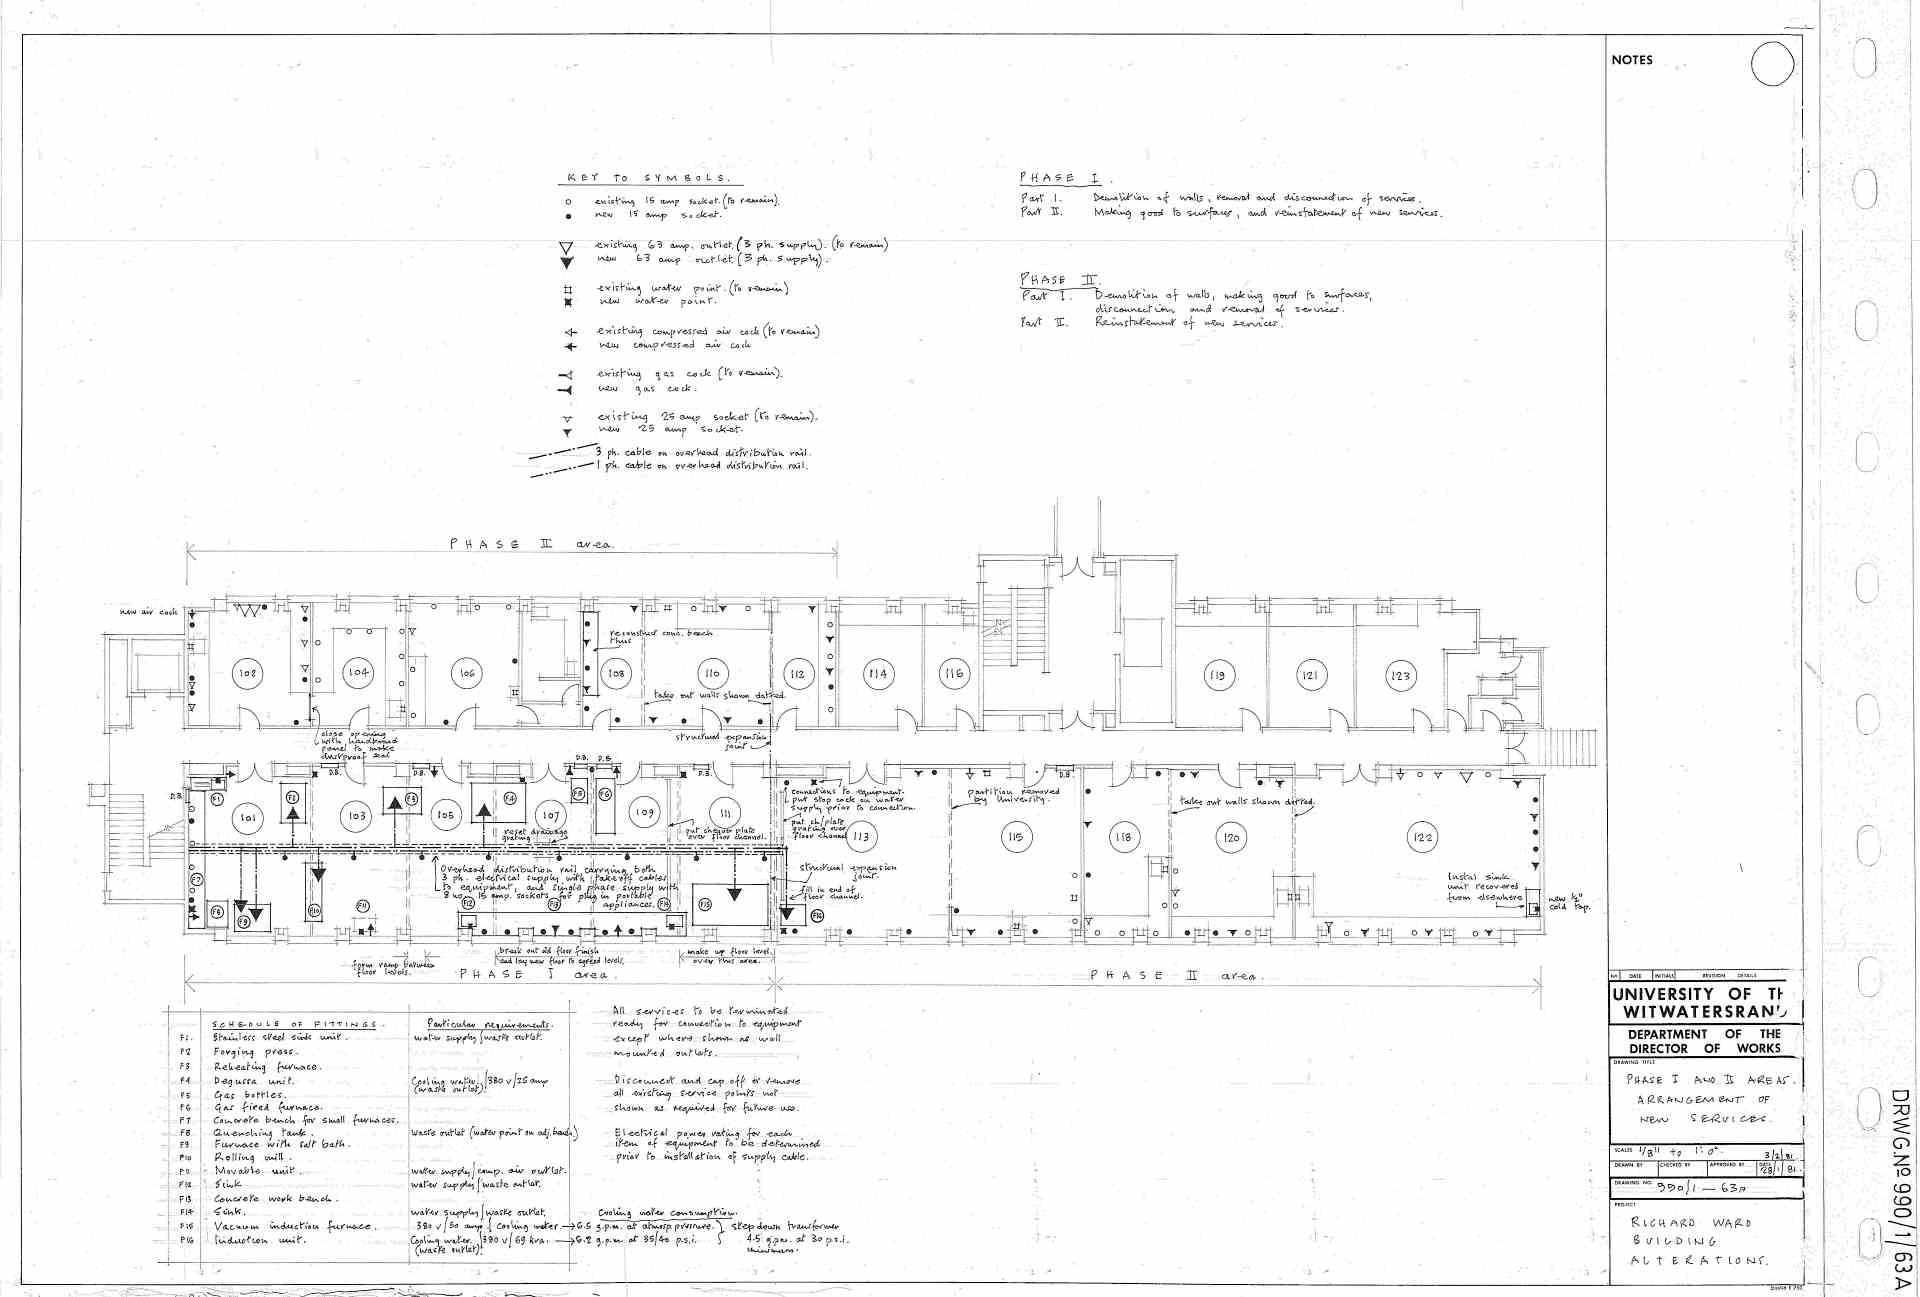 NOTES
KEY TO SYMBOLS.
existing 15 amp socket.(to remain).
new 15 amp socket.
existing 63 amp. outlet.(3 ph. supply). (to remain)
new 63 amp outlet.(3 ph. supply).
existing water point. (to remain)
new water point.
existing compressed air cock (to remain)
new compressed air cock
existing gas cock (to remain).
new gas cock.
existing 25 amp socket (to remain).
new 25 amp socket.
3 ph. cable on overhead distribution rail.
1 ph. cable on overhead distribution rail.
PHASE I.
Part I. Demolition of walls, removal and disconnection of services.
Part II. Making good to surfaces, and reinstatement of new services.
PHASE II.
Part I. Demolition of walls, making good to surfaces,
disconnection, and removal of services.
Part II. Reinstatement of new services.
PHASE II area.
new air cock
reconstruct conc. bench
thus
102
104
106
108
110
112
114
116
119
121
123
take out walls shown dotted.
structural expansion
joint
close opening
with hardboard
panel to make
dustproof seal
D.B.
D.B.
D.B.
D.B.
D.B.
D.B.
D.B.
F1
F2
F3
F4
F5
F6
101
103
105
107
109
111
113
115
118
120
122
connections to equipment.
put stop cock on water
supply prior to connection.
put ch/plate
grating over
floor channel
partition removed
by University.
take out walls shown dotted.
reset drainage
grating
put chequer plate
over floor channel.
Overhead distribution rail carrying both
3 ph. electrical supply with takeoff cables
to equipment, and single phase supply with
8 no. 15 amp. sockets for plug in portable
appliances.
structural expansion
joint.
fill in end of
floor channel.
Instal sink
unit recovered
from elsewhere
new ½"
cold tap.
F7
F8
F9
F10
F11
F12
F13
F14
F15
F16
form ramp between
floor levels.
break out old floor finish
and lay new floor to agreed levels.
make up floor level
over this area.
PHASE I area.
PHASE II area.
SCHEDULE OF FITTINGS.
Particular requirements.
F1. Stainless steel sink unit. water supply/waste outlet.
F2 Forging press.
F3 Reheating furnace.
F4 Degussa unit. Cooling water/380 v/25 amp
(waste outlet)
F5 Gas bottles.
F6 Gas fired furnace.
F7 Concrete bench for small furnaces.
F8 Quenching tank. waste outlet (water point on adj. bench)
F9 Furnace with salt bath.
F10 Rolling mill.
F11 Movable unit. water supply/comp. air outlet.
F12 Sink water supply/waste outlet.
F13 Concrete work bench.
F14 Sink. water supply/waste outlet.
F15 Vacuum induction furnace. 380 v/50 amp/cooling water
F16 Induction unit. Cooling water/380 v/69 kva.
(waste outlet)
Cooling water consumption.
6.5 g.p.m. at atmosp. pressure. step down transformer
6.2 g.p.m. at 35/40 p.s.i. 4.5 g.p.m. at 30 p.s.i.
minimum.
All services to be terminated
ready for connection to equipment
except where shown as wall
mounted outlets.
Disconnect and cap off or remove
all existing service points not
shown as required for future use.
Electrical power rating for each
item of equipment to be determined
prior to installation of supply cable.
No DATE INITIALS REVISION DETAILS
UNIVERSITY OF TH
WITWATERSRAN
DEPARTMENT OF THE
DIRECTOR OF WORKS
DRAWING TITLE
PHASE I AND II AREAS.
ARRANGEMENT OF
NEW SERVICES.
SCALES 1/8" to 1'.0".
3/2/81
DRAWN BY CHECKED BY APPROVED BY DATE 28/1/81.
DRAWING NO. 990/1 — 63A
PROJECT
RICHARD WARD
BUILDING
ALTERATIONS.
DRWG.No 990/1/63A